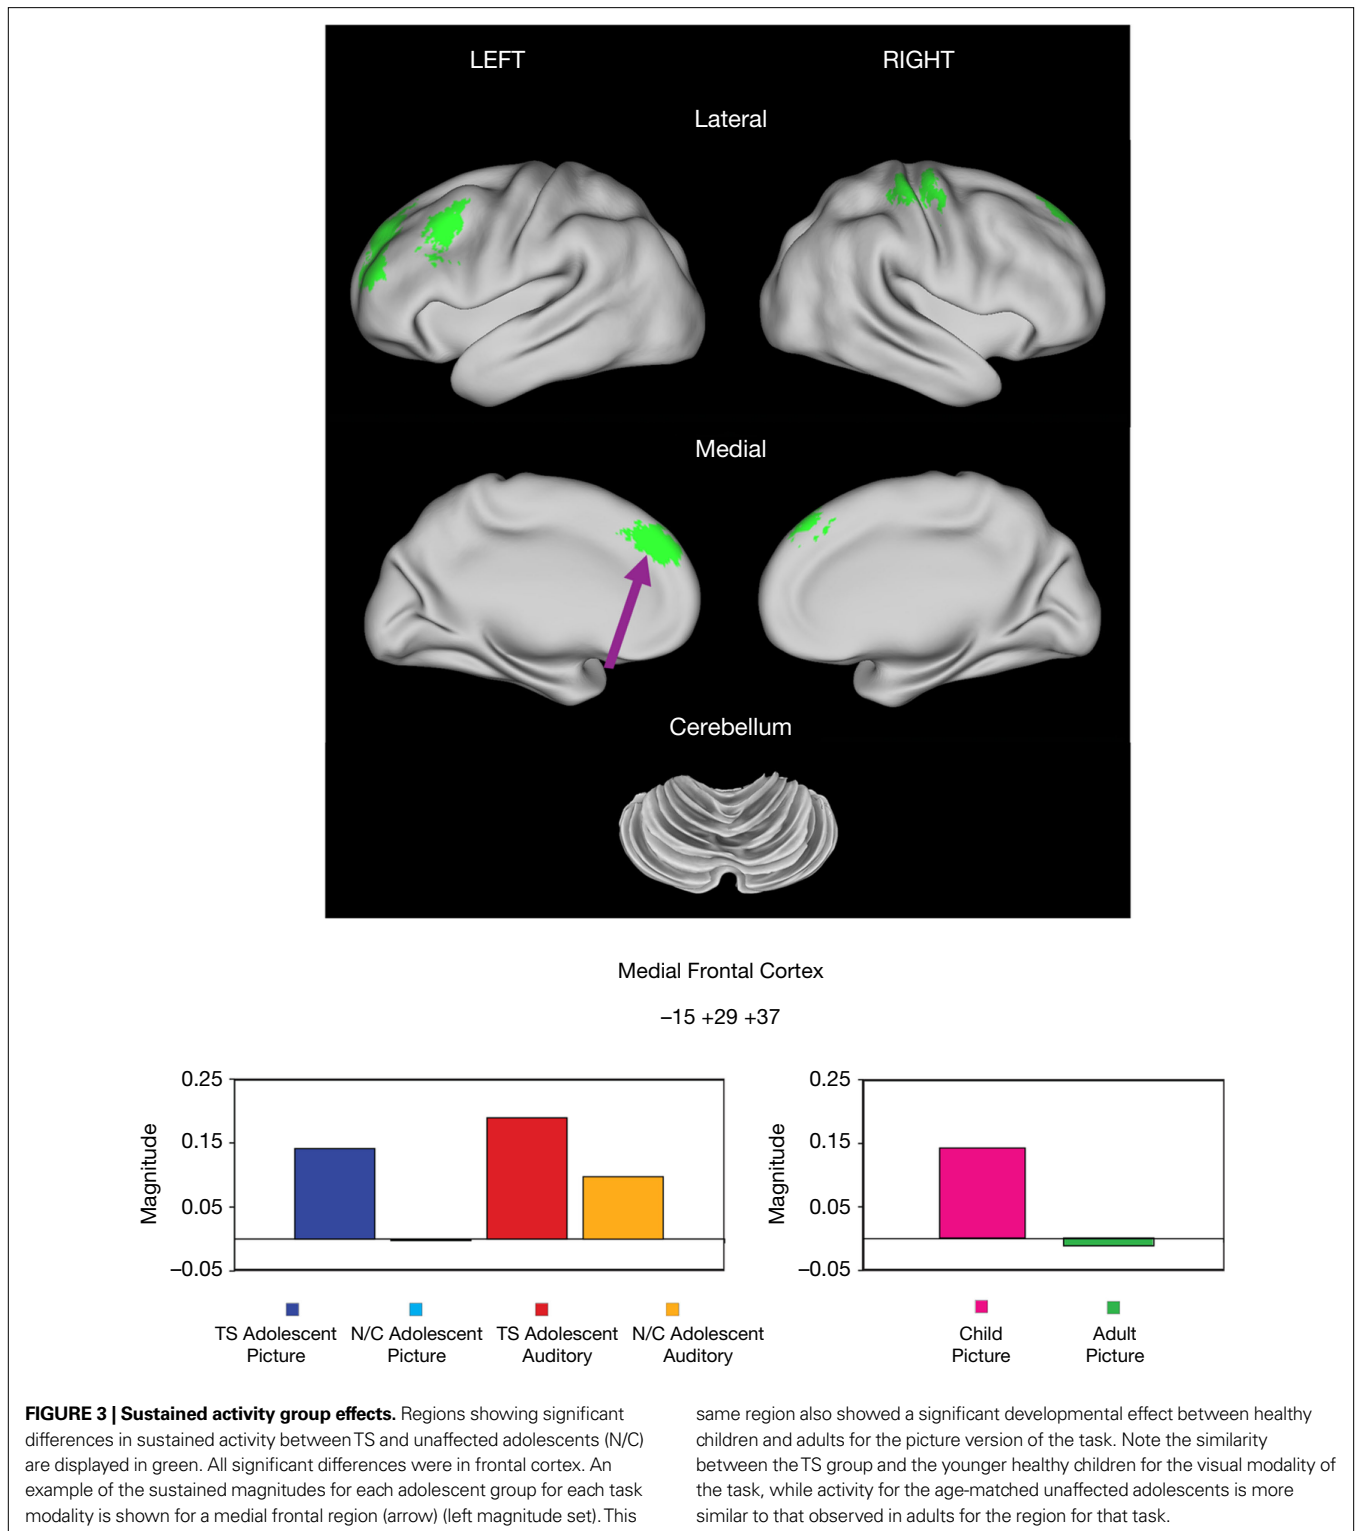 LEFT
RIGHT
Lateral
Medial
Cerebellum
Medial Frontal Cortex
–15 +29 +37
0.25
0.15
0.05
–0.05
Magnitude
TS Adolescent
Picture
N/C Adolescent
Picture
TS Adolescent
Auditory
N/C Adolescent
Auditory
0.25
0.15
0.05
–0.05
Magnitude
Child
Picture
Adult
Picture
FIGURE 3 | Sustained activity group effects. Regions showing significant
differences in sustained activity between TS and unaffected adolescents (N/C)
are displayed in green. All significant differences were in frontal cortex. An
example of the sustained magnitudes for each adolescent group for each task
modality is shown for a medial frontal region (arrow) (left magnitude set). This
same region also showed a significant developmental effect between healthy
children and adults for the picture version of the task. Note the similarity
between the TS group and the younger healthy children for the visual modality of
the task, while activity for the age-matched unaffected adolescents is more
similar to that observed in adults for the region for that task.